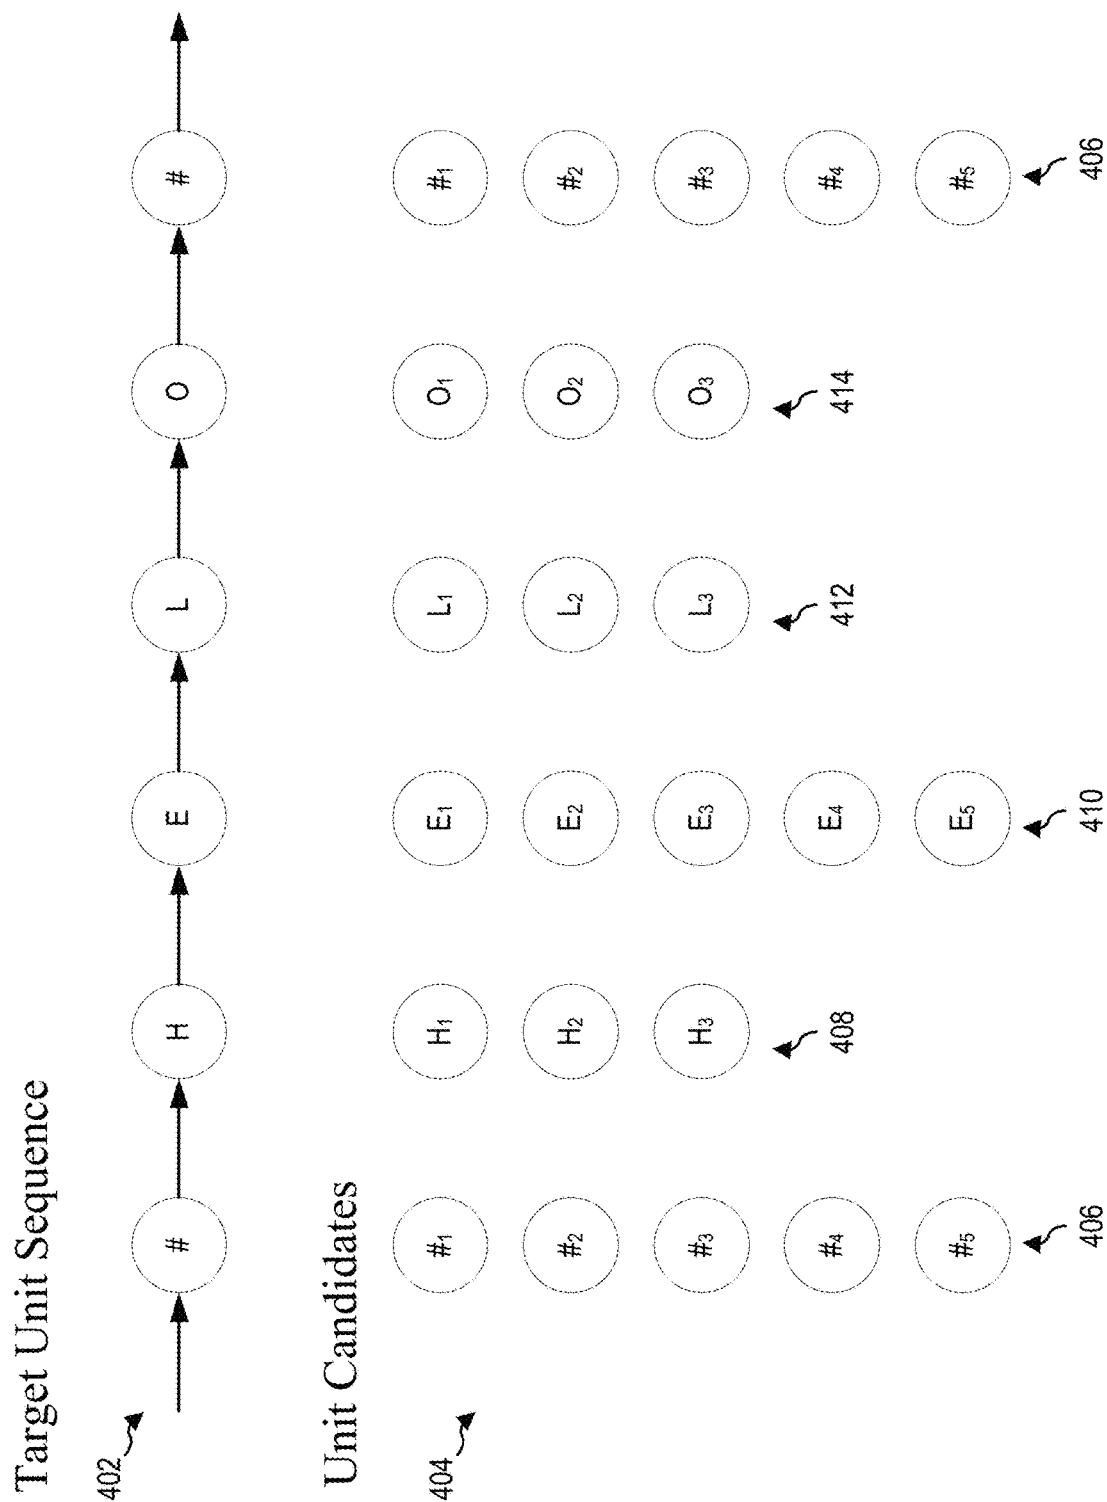 Target Unit Sequence
402
# H E L O #
Unit Candidates
404
#1 H1 E1 L1 O1 #1
#2 H2 E2 L2 O2 #2
#3 H3 E3 L3 O3 #3
408 412 414
#4 E4 #4
#5 E5 #5
406 410 406